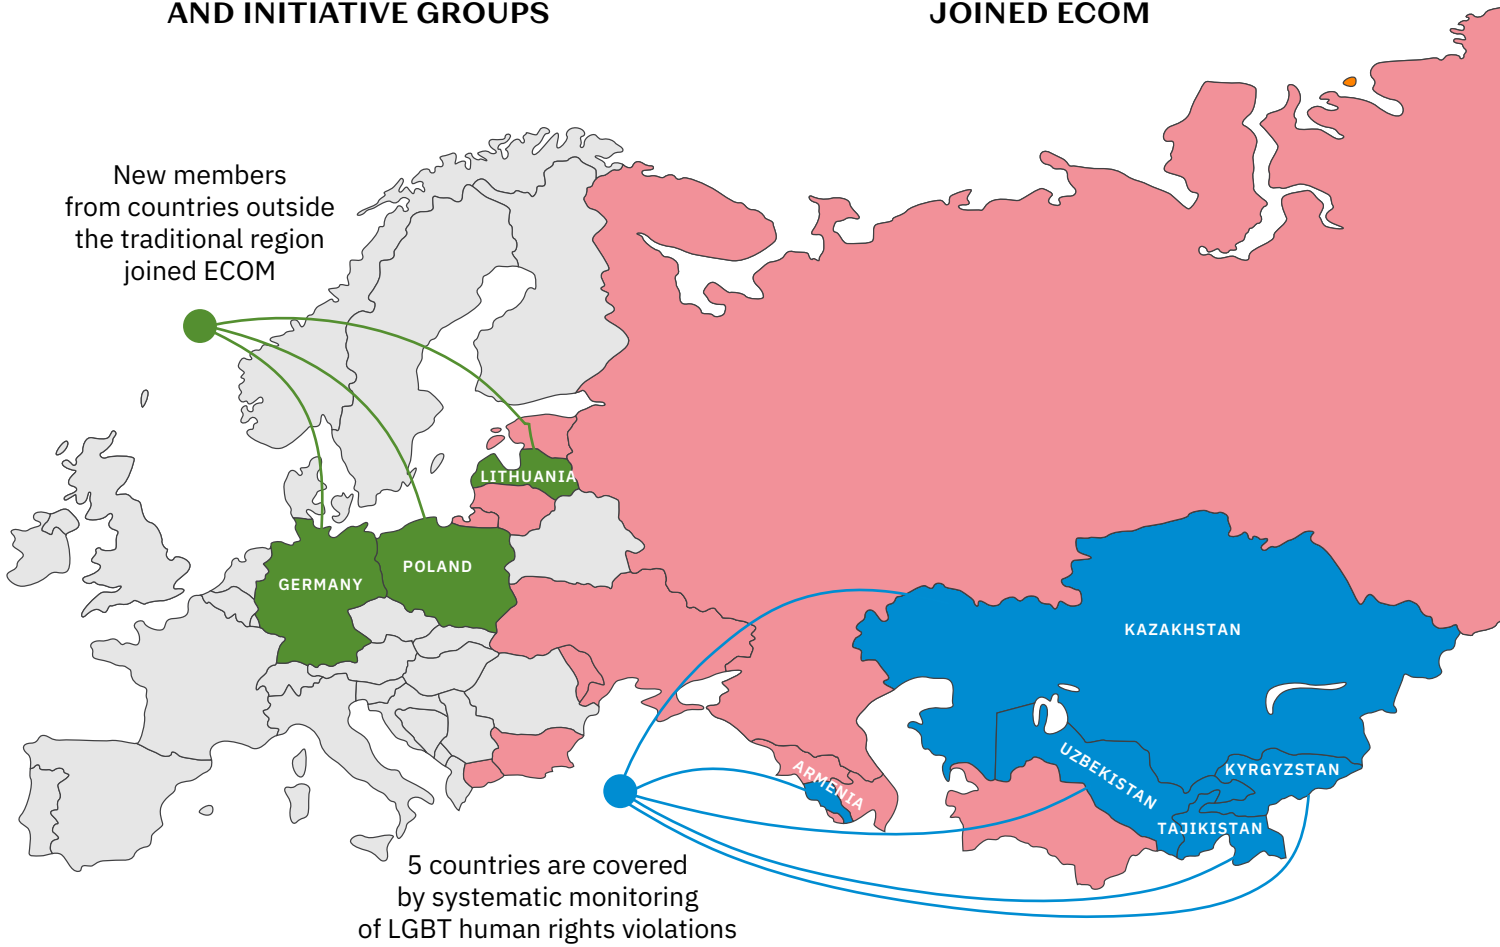 AND INITIATIVE GROUPS
JOINED ECOM
New members
from countries outside
the traditional region
joined ECOM
LITHUANIA
POLAND
GERMANY
KAZAKHSTAN
UZBEKISTAN
KYRGYZSTAN
ARMENIA
TAJIKISTAN
5 countries are covered
by systematic monitoring
of LGBT human rights violations